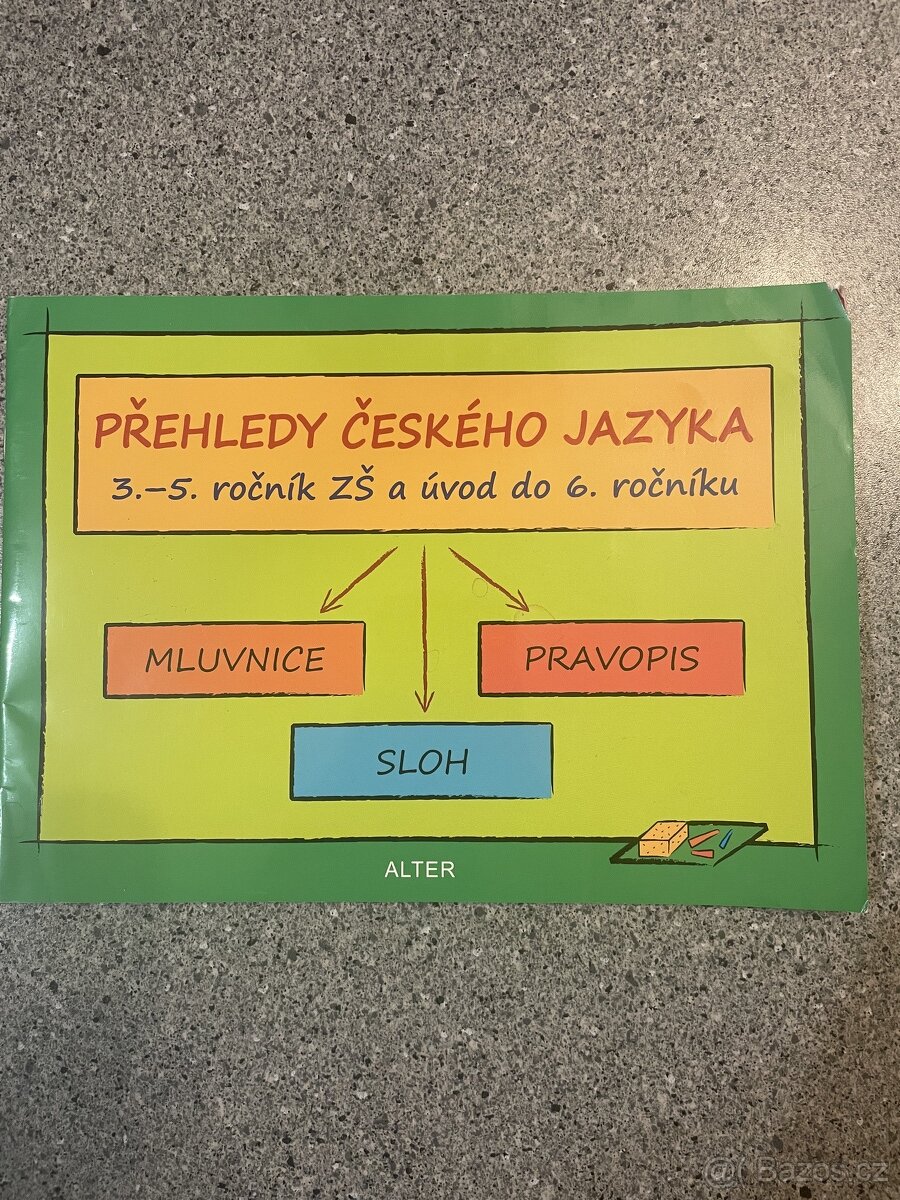 PŘEHLEDY ČESKÉHO JAZYKA
3.–5. ročník ZŠ a úvod do 6. ročníku
MLUVNICE
PRAVOPIS
SLOH
ALTER
@ Bazos.cz